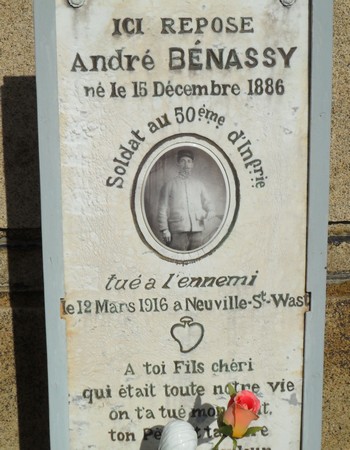 ICI REPOSE
André BÉNASSY
né le 15 Décembre 1886
Soldat au 50ème d'Infrie
tué a l'ennemi
le 12 Mars 1916 a Neuville-St-Wast
A toi Fils chéri
qui était toute notre vie
on t'a tué
ton